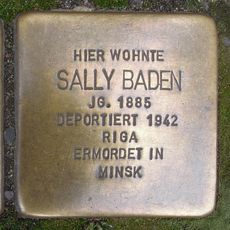 HIER WOHNTE
SALLY BADEN
JG. 1885
DEPORTIERT 1942
RIGA
ERMORDET IN
MINSK